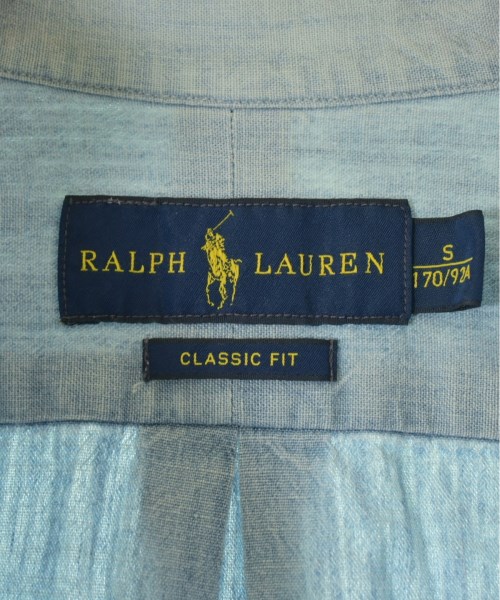 RALPH LAUREN
S
170/92A
CLASSIC FIT